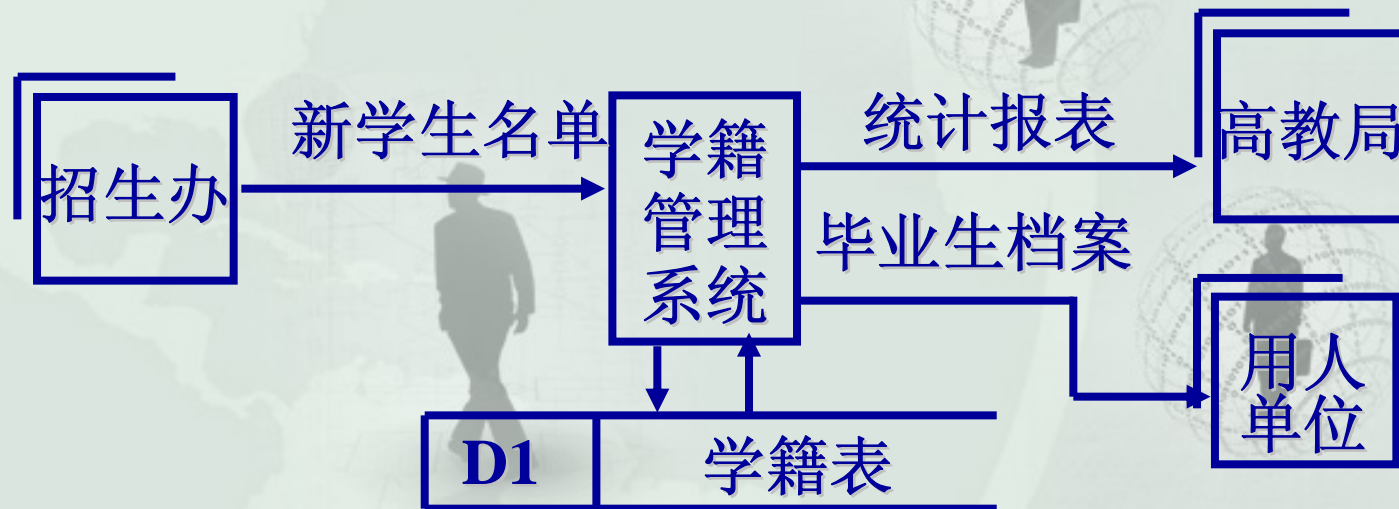 招生办
新学生名单
学籍
管理
系统
统计报表
高教局
毕业生档案
用人
单位
D1
学籍表